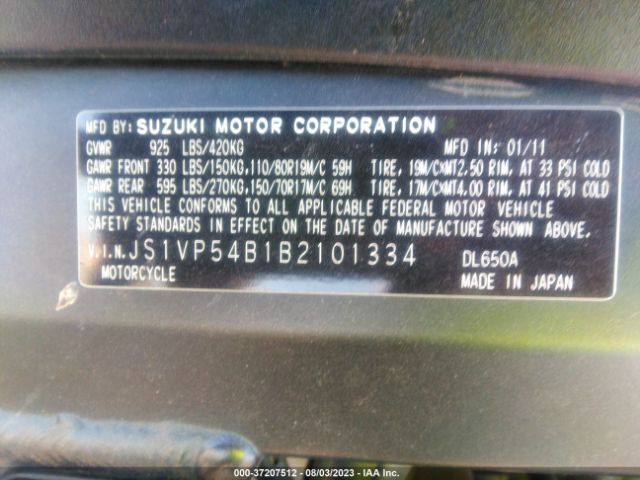 MFD BY: SUZUKI MOTOR CORPORATION
GVWR 925 LBS/420KG MFD IN: 01/11
GAWR FRONT 330 LBS/150KG,110/80R19M/C 59H TIRE, 19M/C×MT2.50 RIM, AT 33 PSI COLD
GAWR REAR 595 LBS/270KG,150/70R17M/C 69H TIRE, 17M/C×MT4.00 RIM, AT 41 PSI COLD
THIS VEHICLE CONFORMS TO ALL APPLICABLE FEDERAL MOTOR VEHICLE
SAFETY STANDARDS IN EFFECT ON THE DATE OF MANUFACTURE SHOWN ABOVE.
V.I.N. JS1VP54B1B2101334 DL650A
MOTORCYCLE MADE IN JAPAN
000-37207512 - 08/03/2023 - IAA Inc.